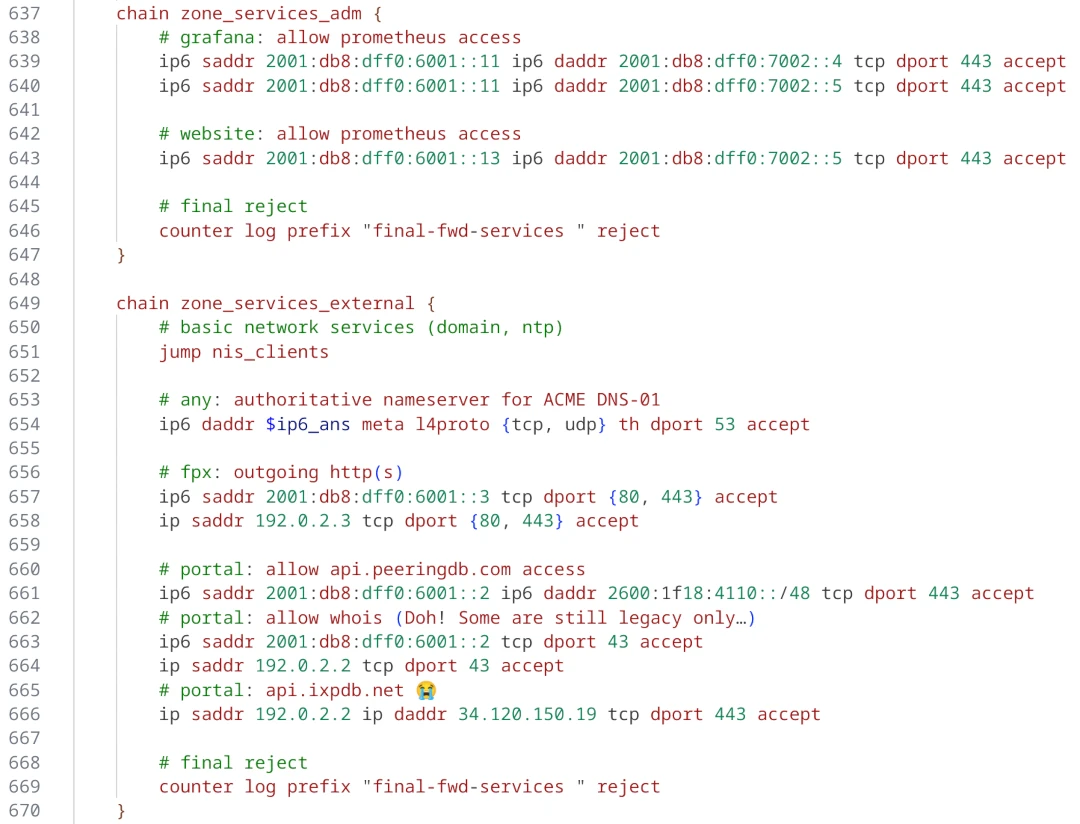 637 chain zone_services_adm {
638 # grafana: allow prometheus access
639 ip6 saddr 2001:db8:dff0:6001::11 ip6 daddr 2001:db8:dff0:7002::4 tcp dport 443 accept
640 ip6 saddr 2001:db8:dff0:6001::11 ip6 daddr 2001:db8:dff0:7002::5 tcp dport 443 accept
641
642 # website: allow prometheus access
643 ip6 saddr 2001:db8:dff0:6001::13 ip6 daddr 2001:db8:dff0:7002::5 tcp dport 443 accept
644
645 # final reject
646 counter log prefix "final-fwd-services " reject
647 }
648
649 chain zone_services_external {
650 # basic network services (domain, ntp)
651 jump nis_clients
652
653 # any: authoritative nameserver for ACME DNS-01
654 ip6 daddr $ip6_ans meta l4proto {tcp, udp} th dport 53 accept
655
656 # fpx: outgoing http(s)
657 ip6 saddr 2001:db8:dff0:6001::3 tcp dport {80, 443} accept
658 ip saddr 192.0.2.3 tcp dport {80, 443} accept
659
660 # portal: allow api.peeringdb.com access
661 ip6 saddr 2001:db8:dff0:6001::2 ip6 daddr 2600:1f18:4110::/48 tcp dport 443 accept
662 # portal: allow whois (Doh! Some are still legacy only…)
663 ip6 saddr 2001:db8:dff0:6001::2 tcp dport 43 accept
664 ip saddr 192.0.2.2 tcp dport 43 accept
665 # portal: api.ixpdb.net 😭
666 ip saddr 192.0.2.2 ip daddr 34.120.150.19 tcp dport 443 accept
667
668 # final reject
669 counter log prefix "final-fwd-services " reject
670 }